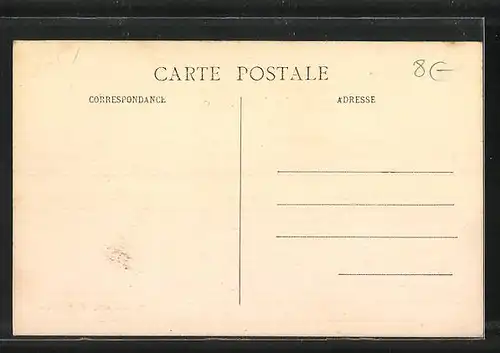 CARTE POSTALE
8€
CORRESPONDANCE
ADRESSE